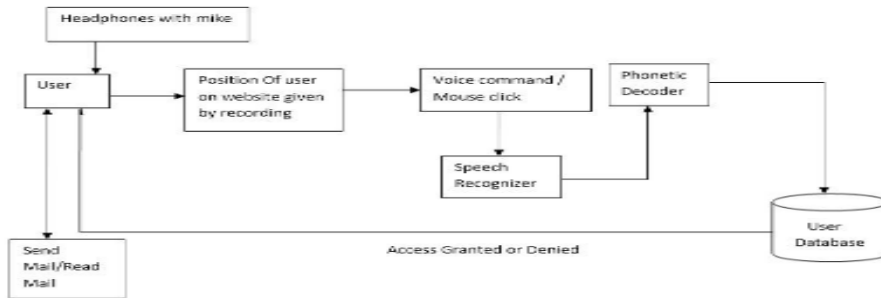 Headphones with mike
User
Position Of user
on website given
by recording
Voice command /
Mouse click
Phonetic
Decoder
Speech
Recognizer
User
Database
Access Granted or Denied
Send
Mail/Read
Mail